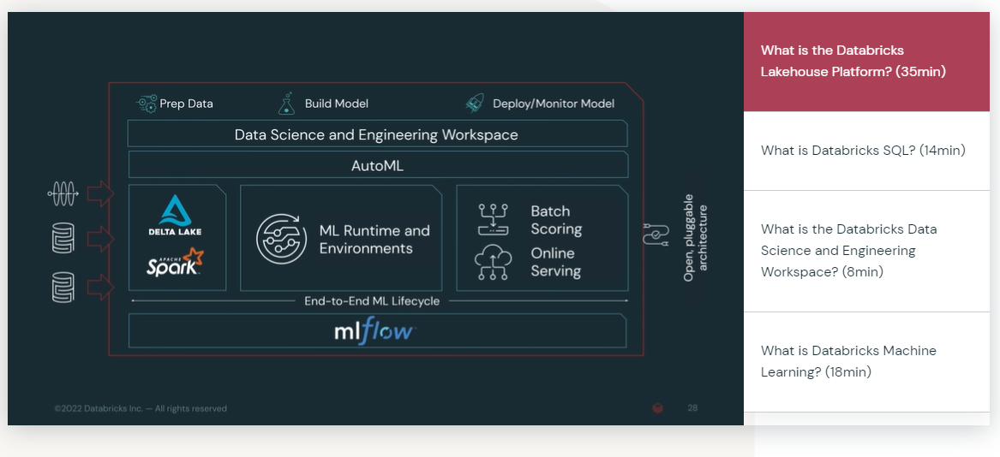 Prep Data
Build Model
Deploy/Monitor Model
Data Science and Engineering Workspace
AutoML
DELTA LAKE
APACHE
Spark
ML Runtime and
Environments
Batch
Scoring
Online
Serving
Open, pluggable
architecture
End-to-End ML Lifecycle
mlflow
©2022 Databricks Inc. — All rights reserved
28
What is the Databricks
Lakehouse Platform? (35min)
What is Databricks SQL? (14min)
What is the Databricks Data
Science and Engineering
Workspace? (8min)
What is Databricks Machine
Learning? (18min)